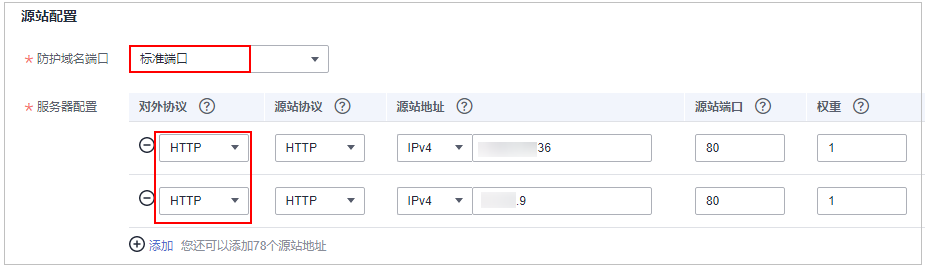 源站配置
* 防护域名端口 标准端口
* 服务器配置 对外协议 ? 源站协议 ? 源站地址 ? 源站端口 ? 权重 ?
HTTP HTTP IPv4 36 80 1
HTTP HTTP IPv4 .9 80 1
添加 您还可以添加78个源站地址